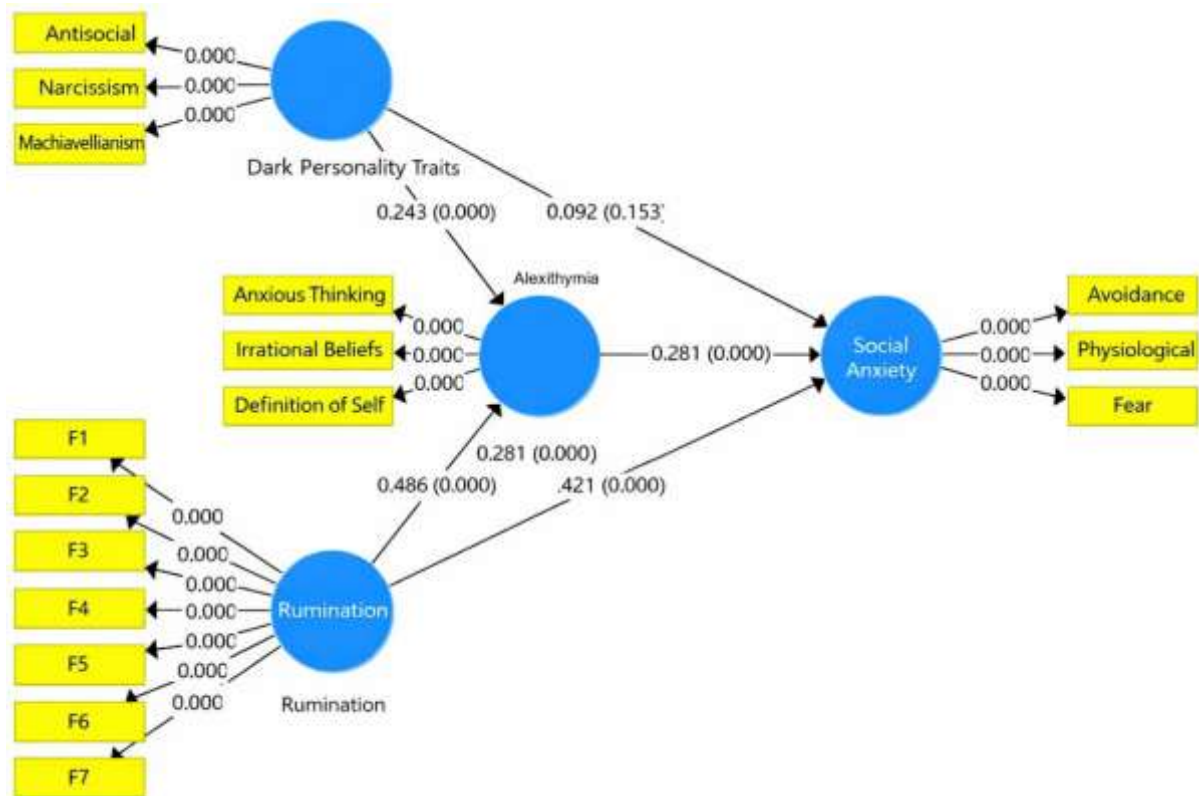 Antisocial
0.000
Narcissism
0.000
Machiavellianism
0.000
Dark Personality Traits
0.243 (0.000)
0.092 (0.153)
Alexithymia
Anxious Thinking
0.000
Irrational Beliefs
0.000
Definition of Self
0.000
0.281 (0.000)
Social
Anxiety
Avoidance
0.000
Physiological
0.000
Fear
0.000
0.281 (0.000)
0.486 (0.000)
.421 (0.000)
F1
0.000
F2
0.000
F3
0.000
F4
0.000
F5
0.000
F6
0.000
F7
0.000
Rumination
Rumination